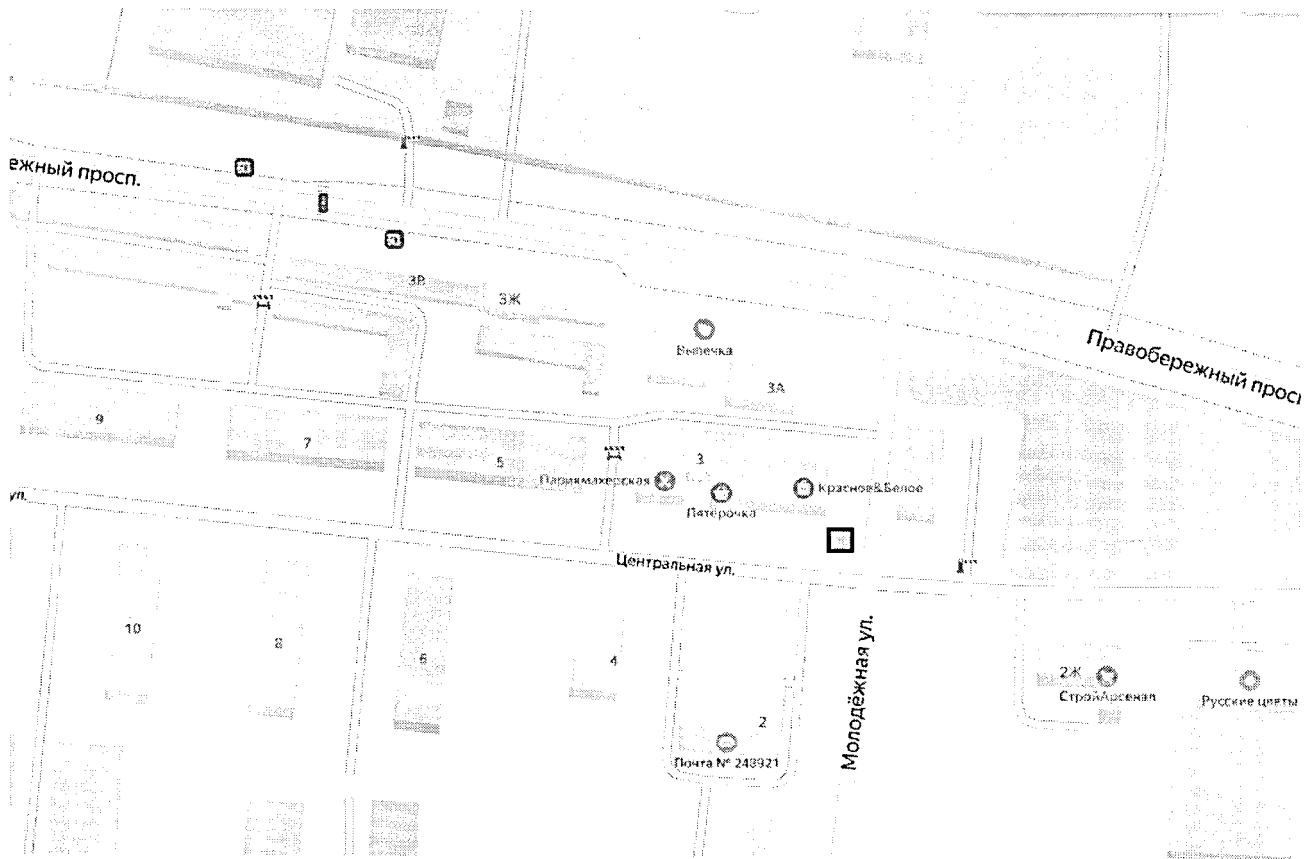 ежный просп.
3В
3Ж
Выпечка
Правобережный просп
3А
9
7
5
3
Парикмахерская
Пятёрочка
Красное&Белое
ул.
Центральная ул.
10
8
6
4
2
Почта № 248921
Молодёжная ул.
2Ж
СтройАрсенал
Русские цветы